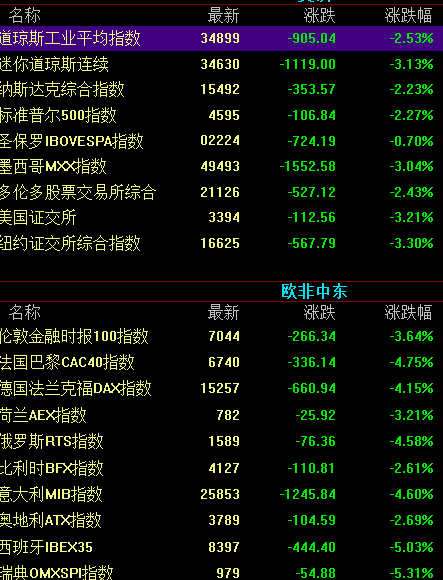 名称 最新 涨跌 涨跌幅
道琼斯工业平均指数 34899 -905.04 -2.53%
迷你道琼斯连续 34630 -1119.00 -3.13%
纳斯达克综合指数 15492 -353.57 -2.23%
标准普尔500指数 4595 -106.84 -2.27%
圣保罗IBOVESPA指数 02224 -724.19 -0.70%
墨西哥MXX指数 49493 -1552.58 -3.04%
多伦多股票交易所综合 21126 -527.12 -2.43%
美国证交所 3394 -112.56 -3.21%
纽约证交所综合指数 16625 -567.79 -3.30%
欧非中东
名称 最新 涨跌 涨跌幅
伦敦金融时报100指数 7044 -266.34 -3.64%
法国巴黎CAC40指数 6740 -336.14 -4.75%
德国法兰克福DAX指数 15257 -660.94 -4.15%
荷兰AEX指数 782 -25.92 -3.21%
俄罗斯RTS指数 1589 -76.36 -4.58%
比利时BFX指数 4127 -110.81 -2.61%
意大利MIB指数 25853 -1245.84 -4.60%
奥地利ATX指数 3789 -104.59 -2.69%
西班牙IBEX35 8397 -444.40 -5.03%
瑞典OMXSPI指数 979 -54.88 -5.31%